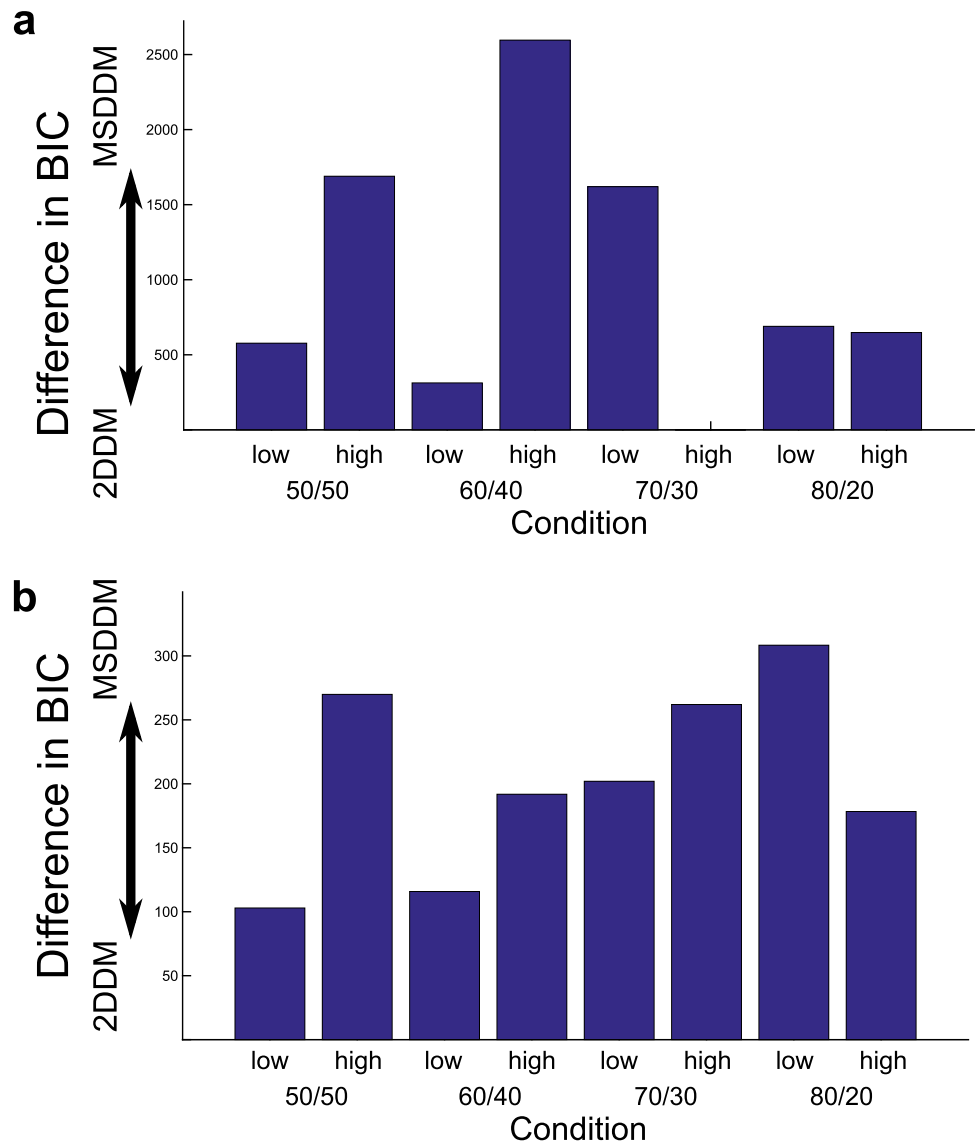 a
Difference in BIC
2DDM
MSDDM
2500
2000
1500
1000
500
low high low high low high low high
50/50 60/40 70/30 80/20
Condition
b
Difference in BIC
2DDM
MSDDM
300
250
200
150
100
50
low high low high low high low high
50/50 60/40 70/30 80/20
Condition